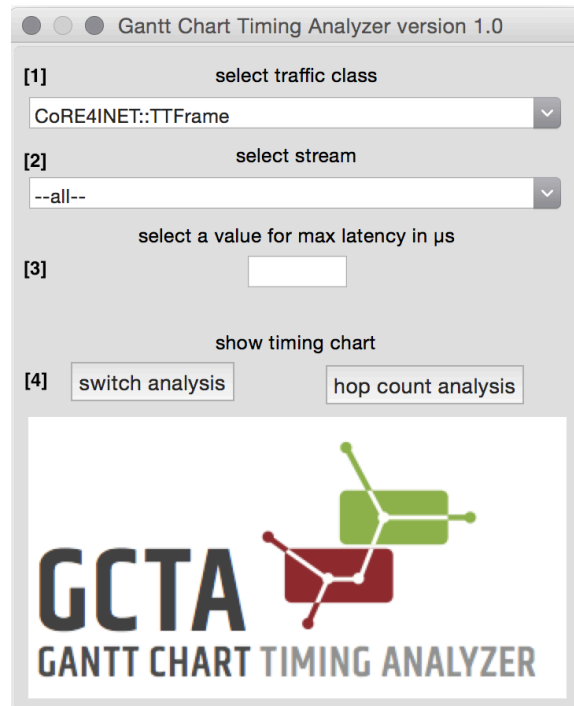 Gantt Chart Timing Analyzer version 1.0
[1] select traffic class
CoRE4INET::TTFrame
[2] select stream
--all--
select a value for max latency in µs
[3]
show timing chart
[4] switch analysis hop count analysis
GCTA
GANTT CHART TIMING ANALYZER